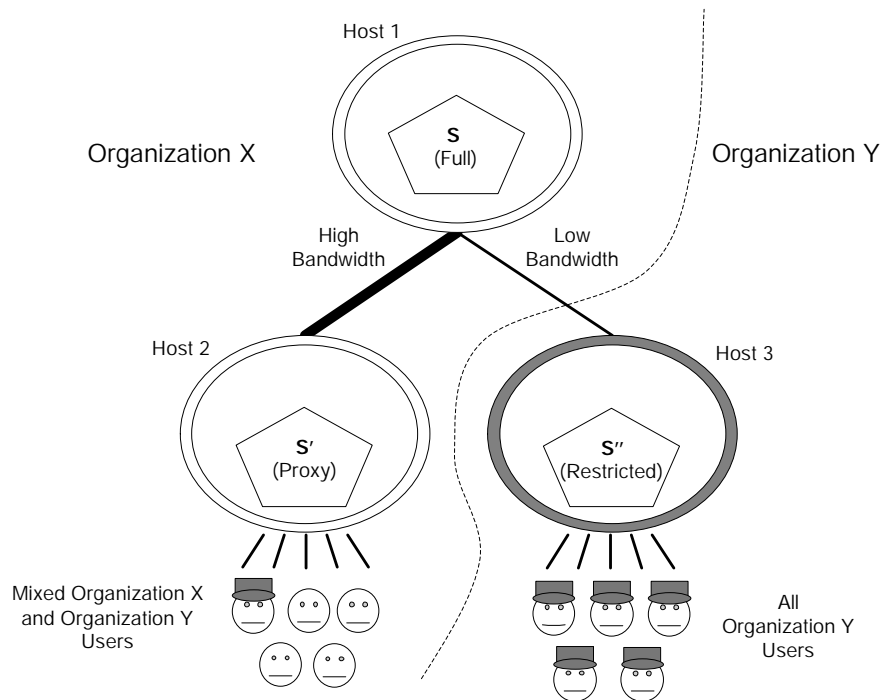 Host 1
S
(Full)
Organization X
Organization Y
High
Bandwidth
Low
Bandwidth
Host 2
Host 3
S'
(Proxy)
S''
(Restricted)
Mixed Organization X
and Organization Y
Users
All
Organization Y
Users